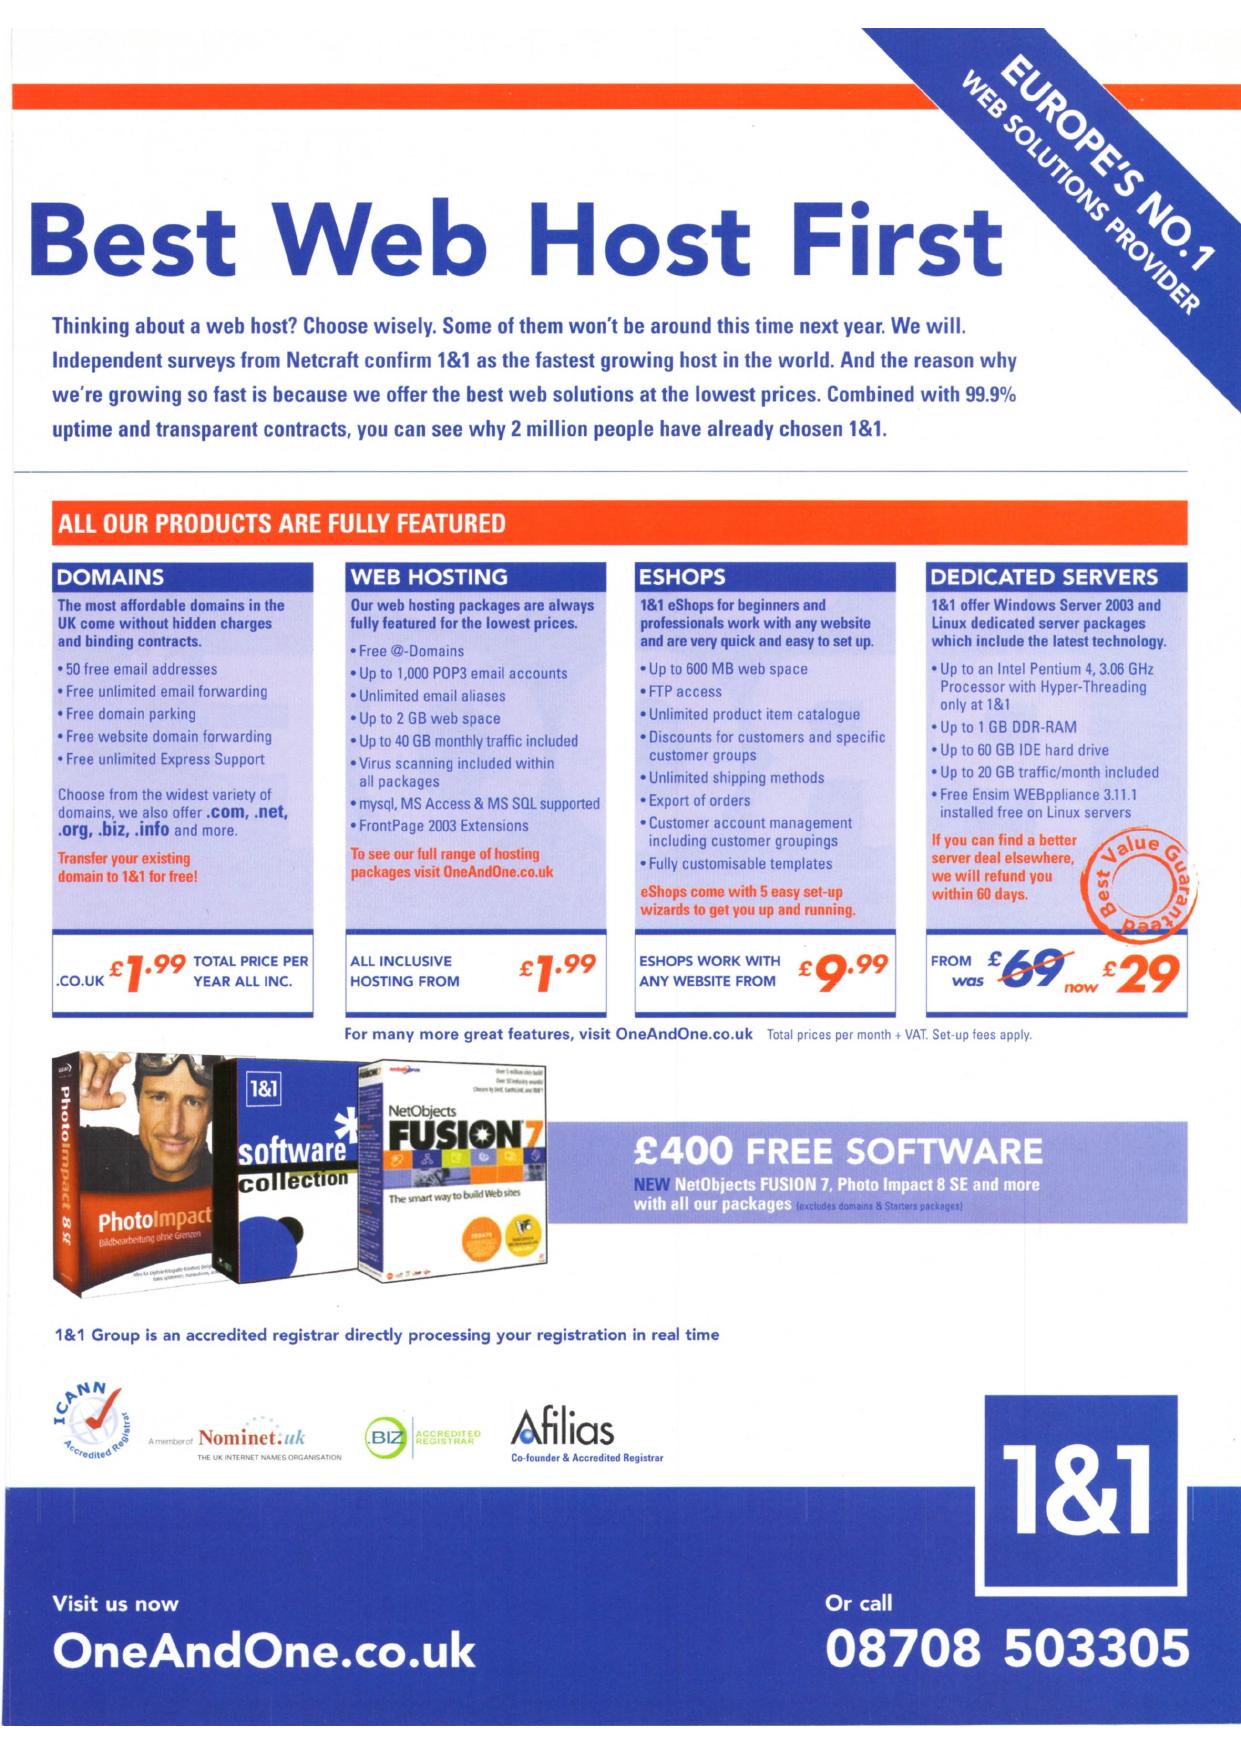 EUROPE'S NO.1
WEB SOLUTIONS PROVIDER
Best Web Host First
Thinking about a web host? Choose wisely. Some of them won't be around this time next year. We will.
Independent surveys from Netcraft confirm 1&1 as the fastest growing host in the world. And the reason why
we're growing so fast is because we offer the best web solutions at the lowest prices. Combined with 99.9%
uptime and transparent contracts, you can see why 2 million people have already chosen 1&1.
ALL OUR PRODUCTS ARE FULLY FEATURED
DOMAINS
The most affordable domains in the
UK come without hidden charges
and binding contracts.
• 50 free email addresses
• Free unlimited email forwarding
• Free domain parking
• Free website domain forwarding
• Free unlimited Express Support
Choose from the widest variety of
domains, we also offer .com, .net,
.org, .biz, .info and more.
Transfer your existing
domain to 1&1 for free!
.CO.UK £1.99 TOTAL PRICE PER
YEAR ALL INC.
WEB HOSTING
Our web hosting packages are always
fully featured for the lowest prices.
• Free @-Domains
• Up to 1,000 POP3 email accounts
• Unlimited email aliases
• Up to 2 GB web space
• Up to 40 GB monthly traffic included
• Virus scanning included within
all packages
• mysql, MS Access & MS SQL supported
• FrontPage 2003 Extensions
To see our full range of hosting
packages visit OneAndOne.co.uk
ALL INCLUSIVE
HOSTING FROM £1.99
ESHOPS
1&1 eShops for beginners and
professionals work with any website
and are very quick and easy to set up.
• Up to 600 MB web space
• FTP access
• Unlimited product item catalogue
• Discounts for customers and specific
customer groups
• Unlimited shipping methods
• Export of orders
• Customer account management
including customer groupings
• Fully customisable templates
eShops come with 5 easy set-up
wizards to get you up and running.
ESHOPS WORK WITH
ANY WEBSITE FROM £9.99
DEDICATED SERVERS
1&1 offer Windows Server 2003 and
Linux dedicated server packages
which include the latest technology.
• Up to an Intel Pentium 4, 3.06 GHz
Processor with Hyper-Threading
only at 1&1
• Up to 1 GB DDR-RAM
• Up to 60 GB IDE hard drive
• Up to 20 GB traffic/month included
• Free Ensim WEBppliance 3.11.1
installed free on Linux servers
If you can find a better
server deal elsewhere,
we will refund you
within 60 days.
Best Value Guaranteed
FROM was £69 now £29
For many more great features, visit OneAndOne.co.uk Total prices per month + VAT. Set-up fees apply.
PhotoImpact 8 SE
PhotoImpact
Bildbearbeitung ohne Grenzen
1&1
software
collection
FUSION 7
NetObjects
FUSION 7
The smart way to build Web sites
£400 FREE SOFTWARE
NEW NetObjects FUSION 7, Photo Impact 8 SE and more
with all our packages (excludes domains & Starters packages)
1&1 Group is an accredited registrar directly processing your registration in real time
ICANN
Accredited Registrar
A member of Nominet.uk
THE UK INTERNET NAMES ORGANISATION
.BIZ ACCREDITED
REGISTRAR
Afilias
Co-founder & Accredited Registrar
1&1
Visit us now
OneAndOne.co.uk
Or call
08708 503305